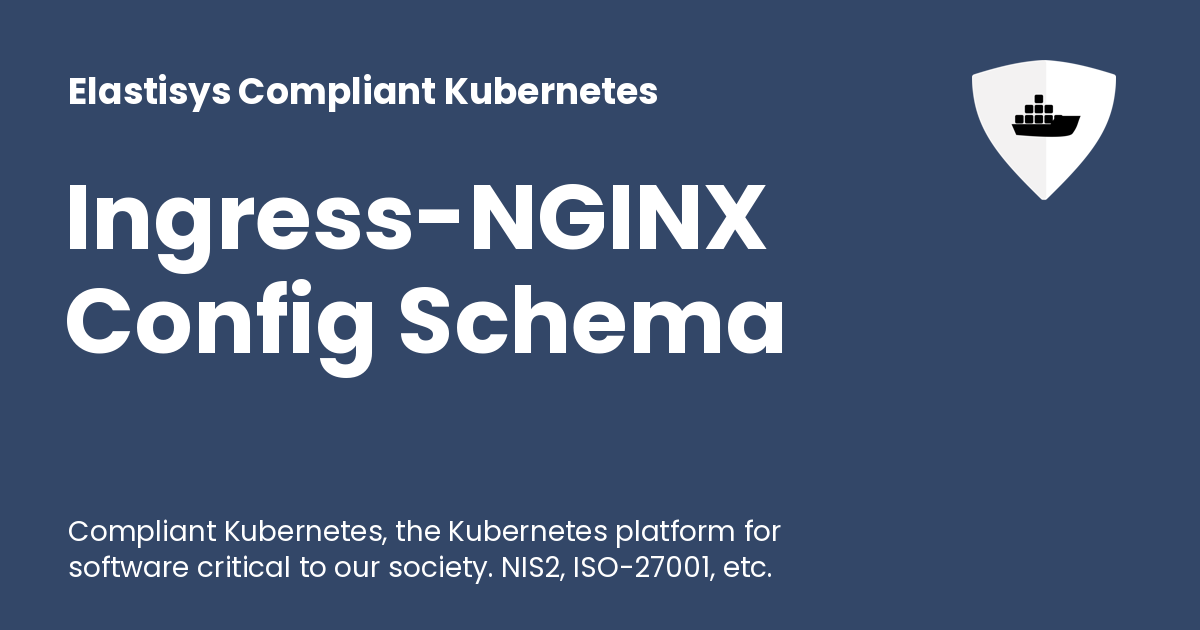 Elastisys Compliant Kubernetes
Ingress-NGINX
Config Schema
Compliant Kubernetes, the Kubernetes platform for
software critical to our society. NIS2, ISO-27001, etc.